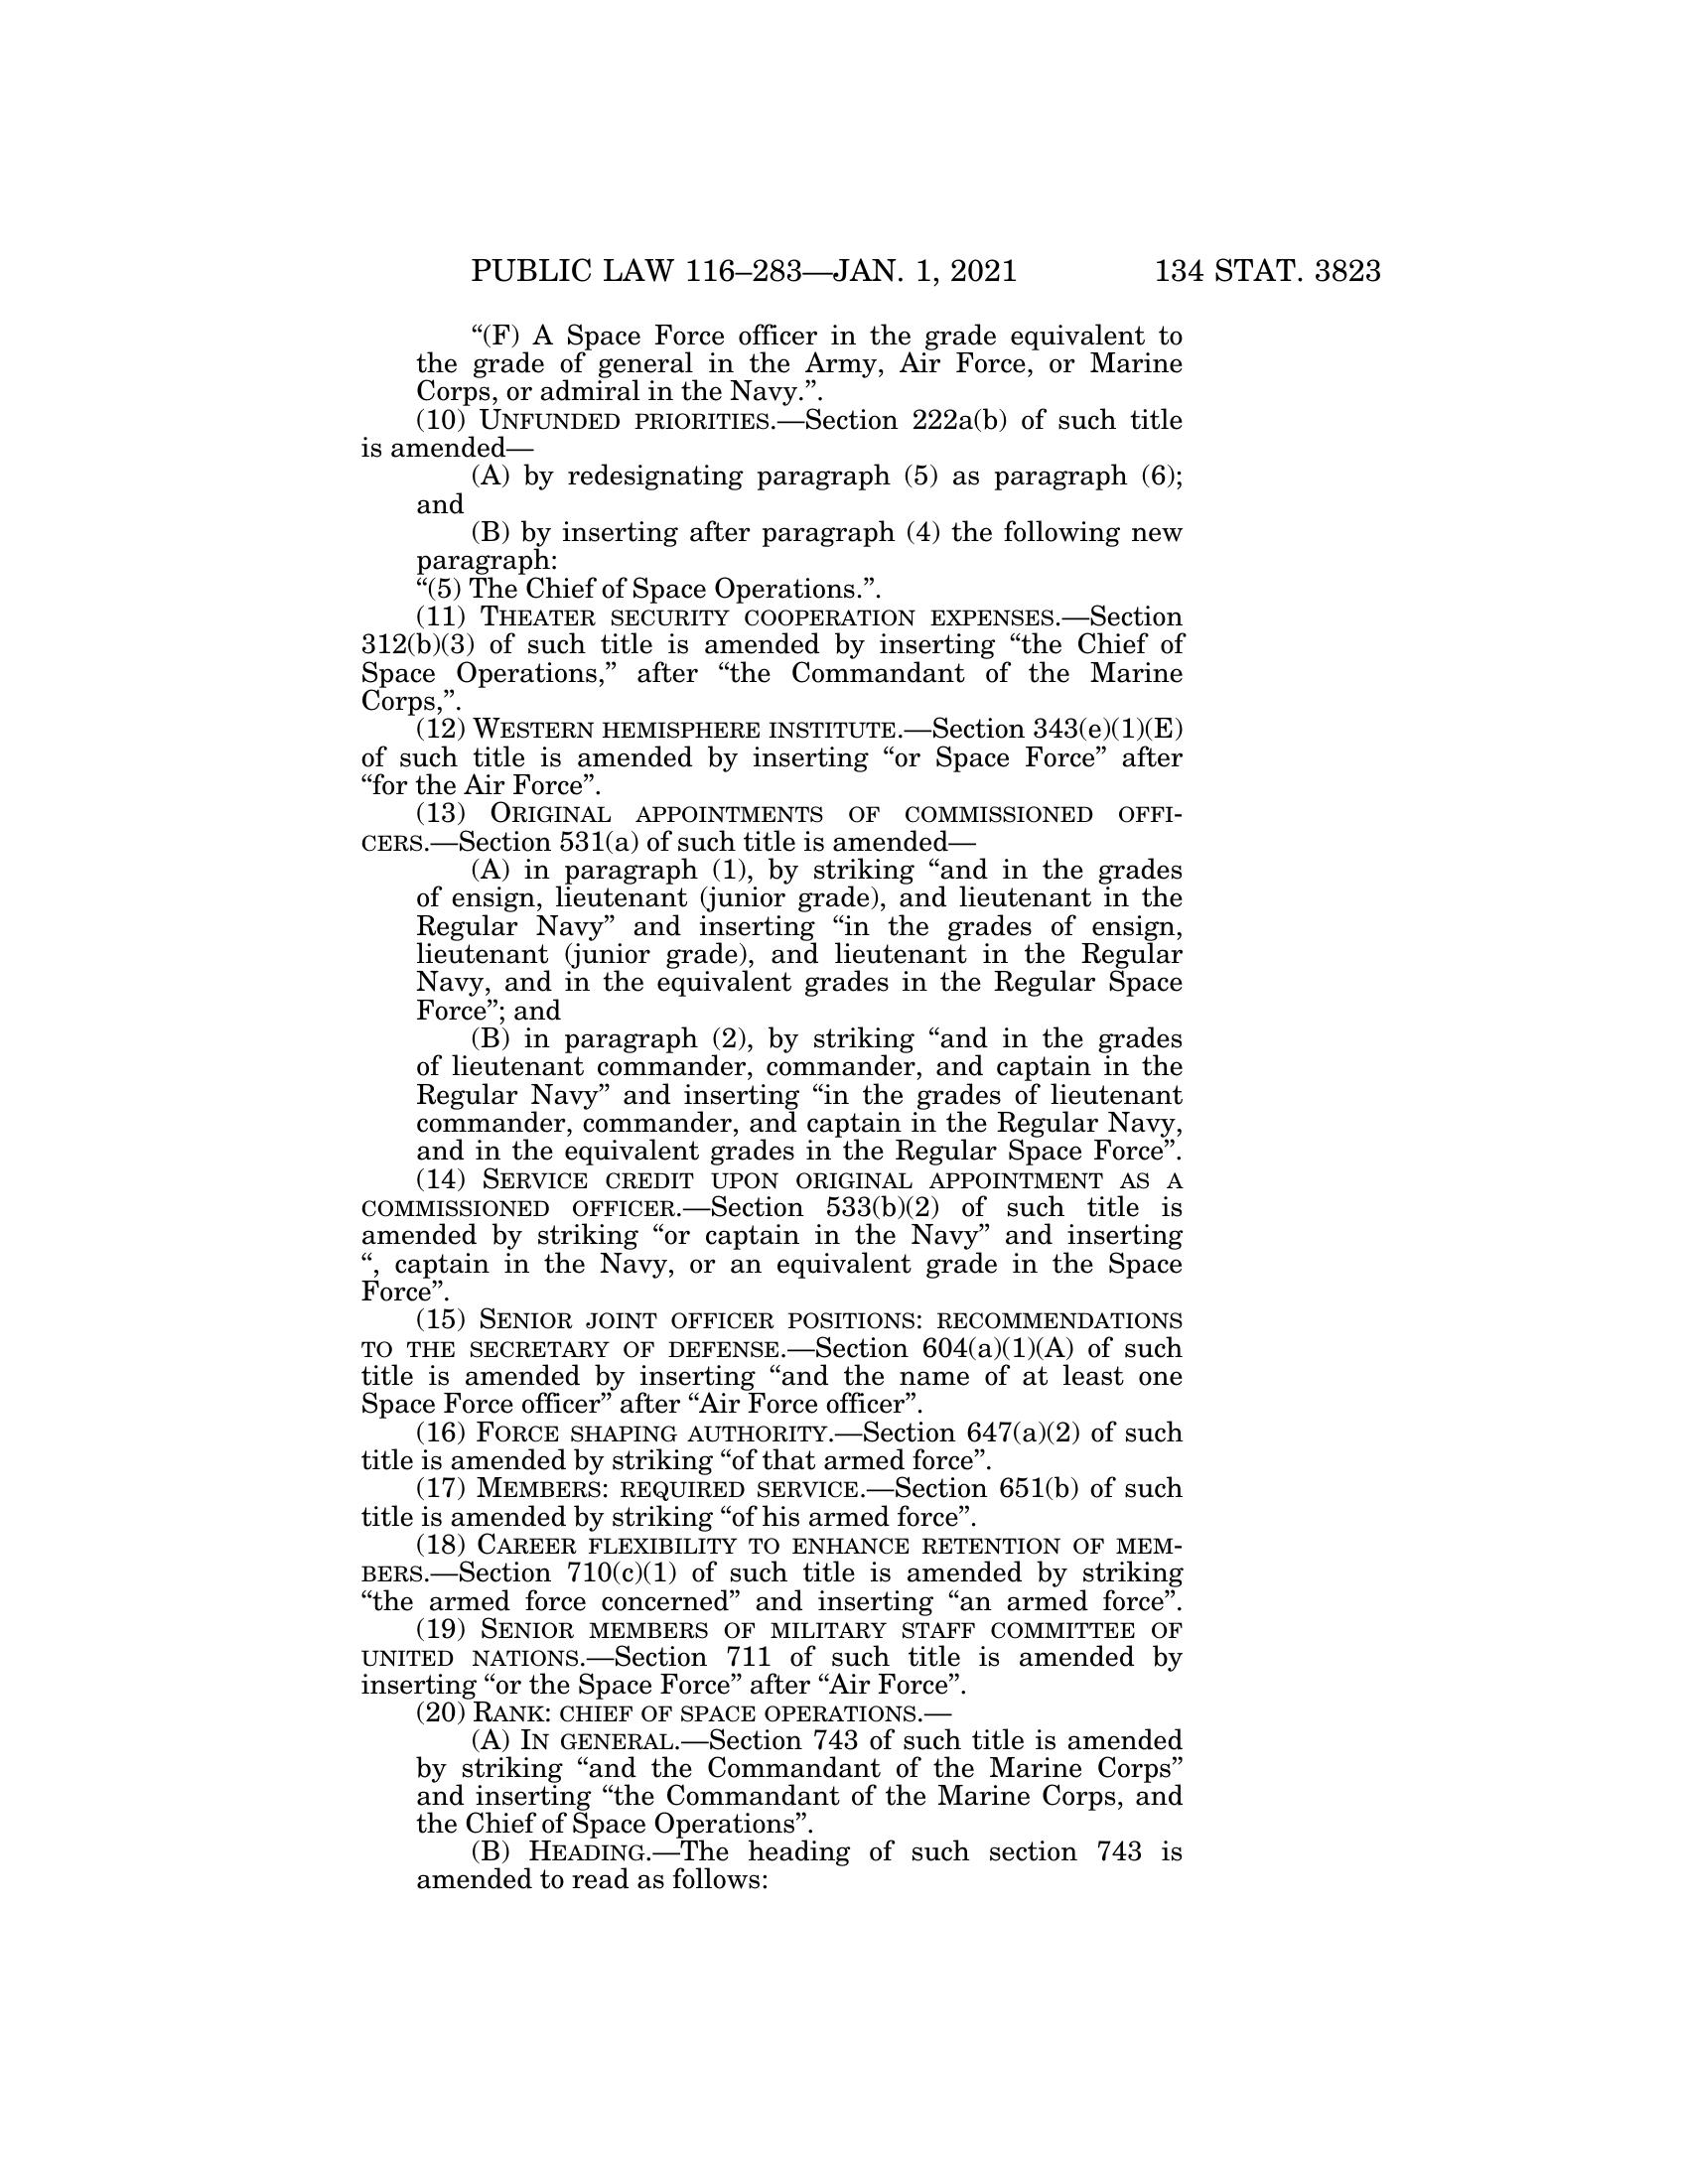 PUBLIC LAW 116–283—JAN. 1, 2021 134 STAT. 3823
“(F) A Space Force officer in the grade equivalent to
the grade of general in the Army, Air Force, or Marine
Corps, or admiral in the Navy.”.
(10) UNFUNDED PRIORITIES.—Section 222a(b) of such title
is amended—
(A) by redesignating paragraph (5) as paragraph (6);
and
(B) by inserting after paragraph (4) the following new
paragraph:
“(5) The Chief of Space Operations.”.
(11) THEATER SECURITY COOPERATION EXPENSES.—Section
312(b)(3) of such title is amended by inserting “the Chief of
Space Operations,” after “the Commandant of the Marine
Corps,”.
(12) WESTERN HEMISPHERE INSTITUTE.—Section 343(e)(1)(E)
of such title is amended by inserting “or Space Force” after
“for the Air Force”.
(13) ORIGINAL APPOINTMENTS OF COMMISSIONED OFFI-
CERS.—Section 531(a) of such title is amended—
(A) in paragraph (1), by striking “and in the grades
of ensign, lieutenant (junior grade), and lieutenant in the
Regular Navy” and inserting “in the grades of ensign,
lieutenant (junior grade), and lieutenant in the Regular
Navy, and in the equivalent grades in the Regular Space
Force”; and
(B) in paragraph (2), by striking “and in the grades
of lieutenant commander, commander, and captain in the
Regular Navy” and inserting “in the grades of lieutenant
commander, commander, and captain in the Regular Navy,
and in the equivalent grades in the Regular Space Force”.
(14) SERVICE CREDIT UPON ORIGINAL APPOINTMENT AS A
COMMISSIONED OFFICER.—Section 533(b)(2) of such title is
amended by striking “or captain in the Navy” and inserting
“, captain in the Navy, or an equivalent grade in the Space
Force”.
(15) SENIOR JOINT OFFICER POSITIONS: RECOMMENDATIONS
TO THE SECRETARY OF DEFENSE.—Section 604(a)(1)(A) of such
title is amended by inserting “and the name of at least one
Space Force officer” after “Air Force officer”.
(16) FORCE SHAPING AUTHORITY.—Section 647(a)(2) of such
title is amended by striking “of that armed force”.
(17) MEMBERS: REQUIRED SERVICE.—Section 651(b) of such
title is amended by striking “of his armed force”.
(18) CAREER FLEXIBILITY TO ENHANCE RETENTION OF MEM-
BERS.—Section 710(c)(1) of such title is amended by striking
“the armed force concerned” and inserting “an armed force”.
(19) SENIOR MEMBERS OF MILITARY STAFF COMMITTEE OF
UNITED NATIONS.—Section 711 of such title is amended by
inserting “or the Space Force” after “Air Force”.
(20) RANK: CHIEF OF SPACE OPERATIONS.—
(A) IN GENERAL.—Section 743 of such title is amended
by striking “and the Commandant of the Marine Corps”
and inserting “the Commandant of the Marine Corps, and
the Chief of Space Operations”.
(B) HEADING.—The heading of such section 743 is
amended to read as follows: